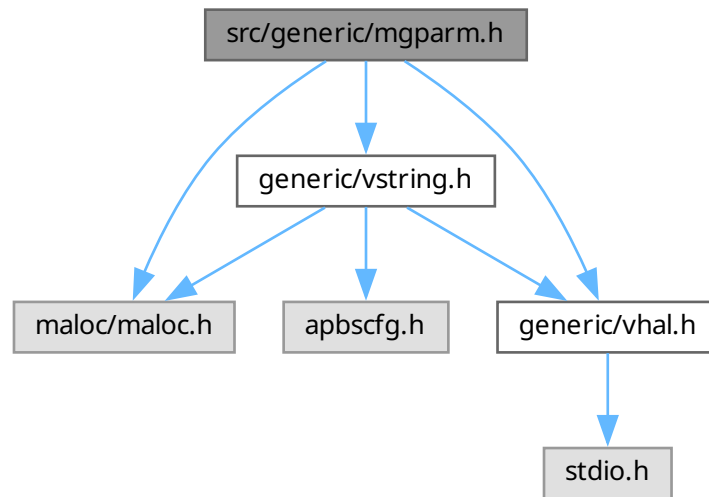 src/generic/mgparm.h
generic/vstring.h
maloc/maloc.h
apbscfg.h
generic/vhal.h
stdio.h